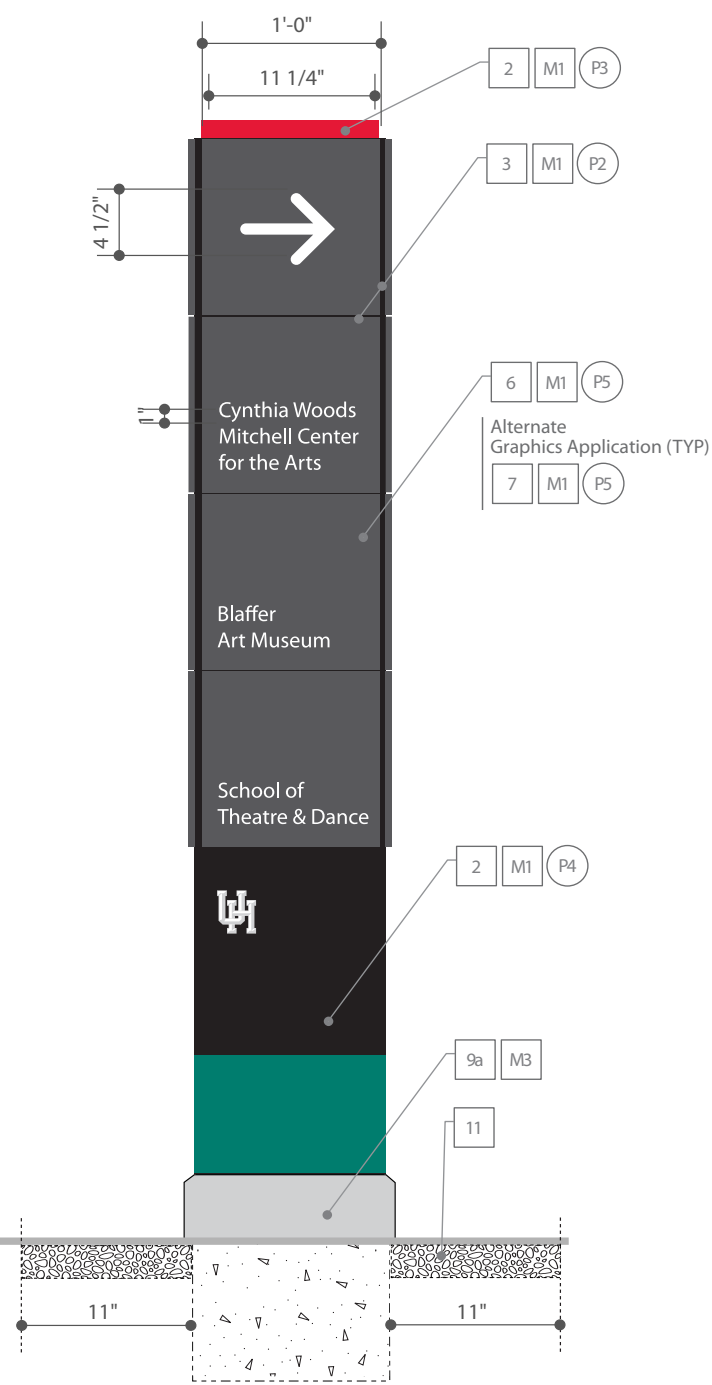 1'-0"
11 1/4"
2 M1 P3
3 M1 P2
4 1/2"
6 M1 P5
Alternate
Graphics Application (TYP)
7 M1 P5
1"
Cynthia Woods
Mitchell Center
for the Arts
Blaffer
Art Museum
School of
Theatre & Dance
2 M1 P4
UH
9a M3
11
11"
11"